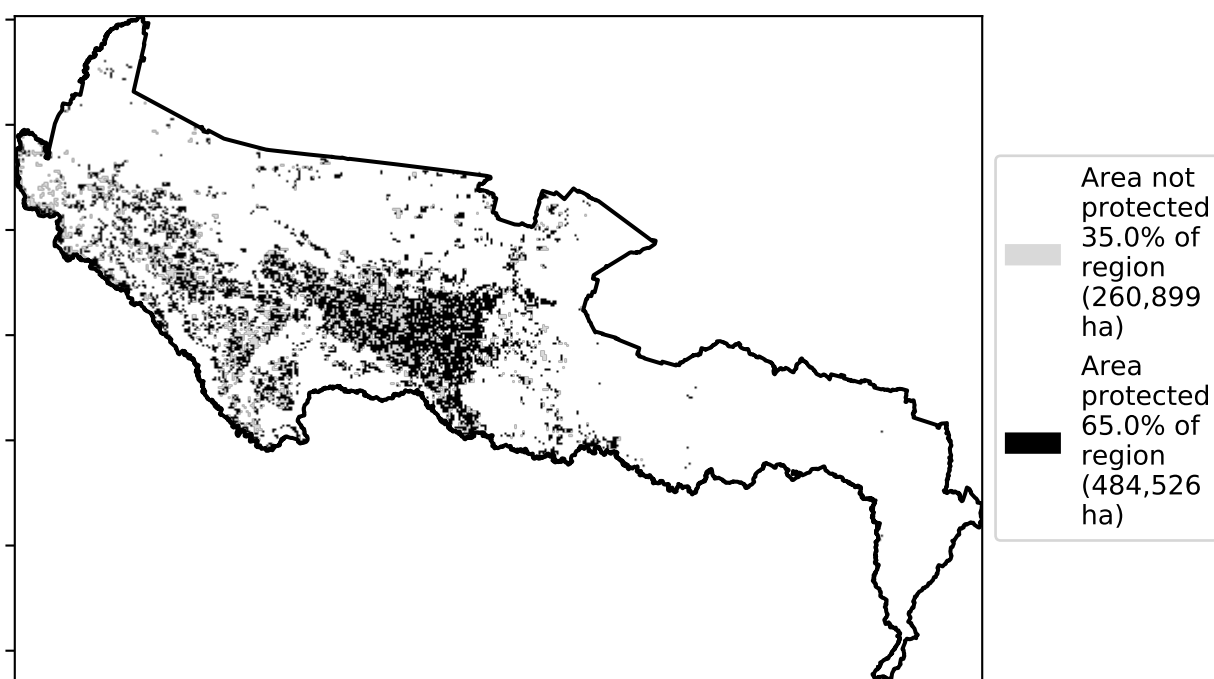 Area not
protected
35.0% of
region
(260,899
ha)
Area
protected
65.0% of
region
(484,526
ha)